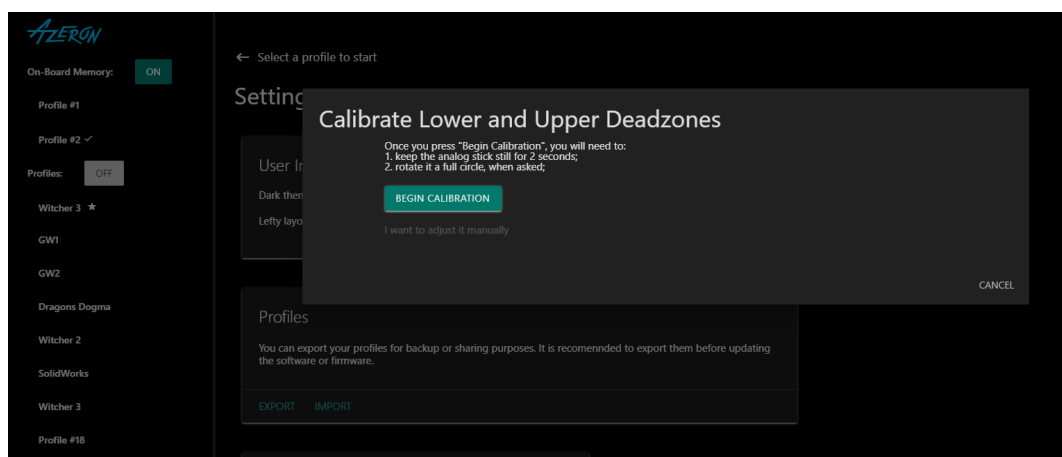 AZERON
On-Board Memory: ON
Profile #1
Profile #2
Profiles: OFF
Witcher 3
GW1
GW2
Dragons Dogma
Witcher 2
SolidWorks
Witcher 3
Profile #18
← Select a profile to start
Setting
User In
Dark then
Lefty layo
Calibrate Lower and Upper Deadzones
Once you press "Begin Calibration", you will need to:
1. keep the analog stick still for 2 seconds;
2. rotate it a full circle, when asked;
BEGIN CALIBRATION
I want to adjust it manually
CANCEL
Profiles
You can export your profiles for backup or sharing purposes. It is recomennded to export them before updating
the software or firmware.
EXPORT IMPORT